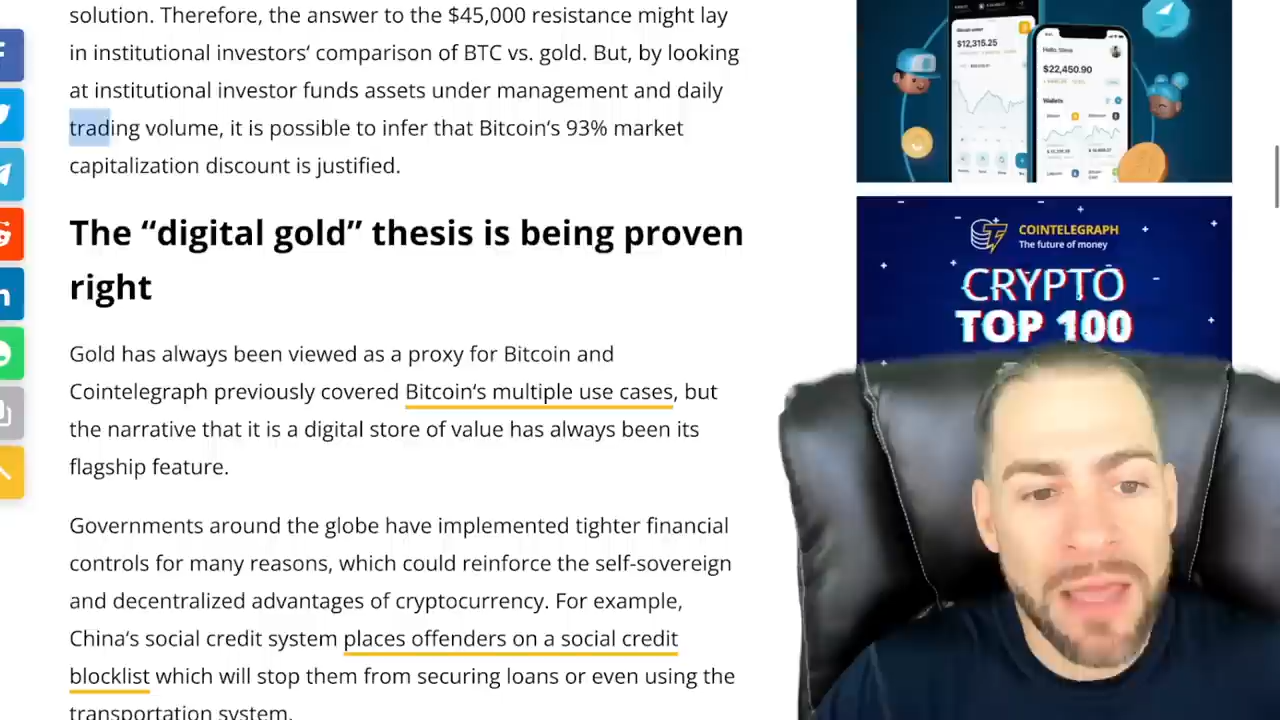 solution. Therefore, the answer to the $45,000 resistance might lay
in institutional investors’ comparison of BTC vs. gold. But, by looking
at institutional investor funds assets under management and daily
trading volume, it is possible to infer that Bitcoin‘s 93% market
capitalization discount is justified.
The “digital gold” thesis is being proven
right
Gold has always been viewed as a proxy for Bitcoin and
Cointelegraph previously covered Bitcoin‘s multiple use cases, but
the narrative that it is a digital store of value has always been its
flagship feature.
Governments around the globe have implemented tighter financial
controls for many reasons, which could reinforce the self-sovereign
and decentralized advantages of cryptocurrency. For example,
China‘s social credit system places offenders on a social credit
blocklist which will stop them from securing loans or even using the
transportation system.
$12,315.25
Hello, Steve
$22,450.90
Wallets
COINTELEGRAPH
The future of money
CRYPTO
TOP 100